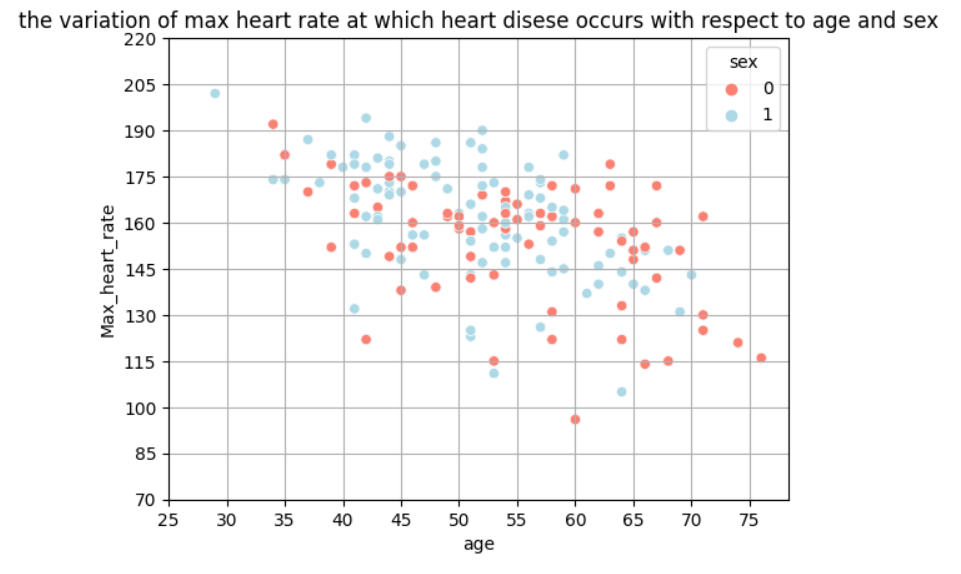 the variation of max heart rate at which heart disese occurs with respect to age and sex
220
205
190
175
160
145
130
115
100
85
70
Max_heart_rate
sex
0
1
25 30 35 40 45 50 55 60 65 70 75
age